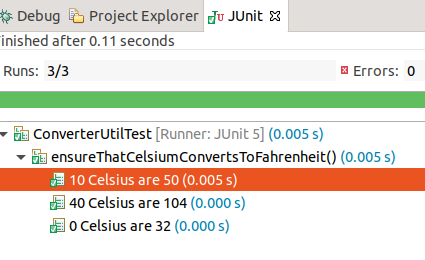 Debug Project Explorer JUnit
Finished after 0.11 seconds
Runs: 3/3 Errors: 0
ConverterUtilTest [Runner: JUnit 5] (0.005 s)
ensureThatCelsiumConvertsToFahrenheit() (0.005 s)
10 Celsius are 50 (0.005 s)
40 Celsius are 104 (0.000 s)
0 Celsius are 32 (0.000 s)